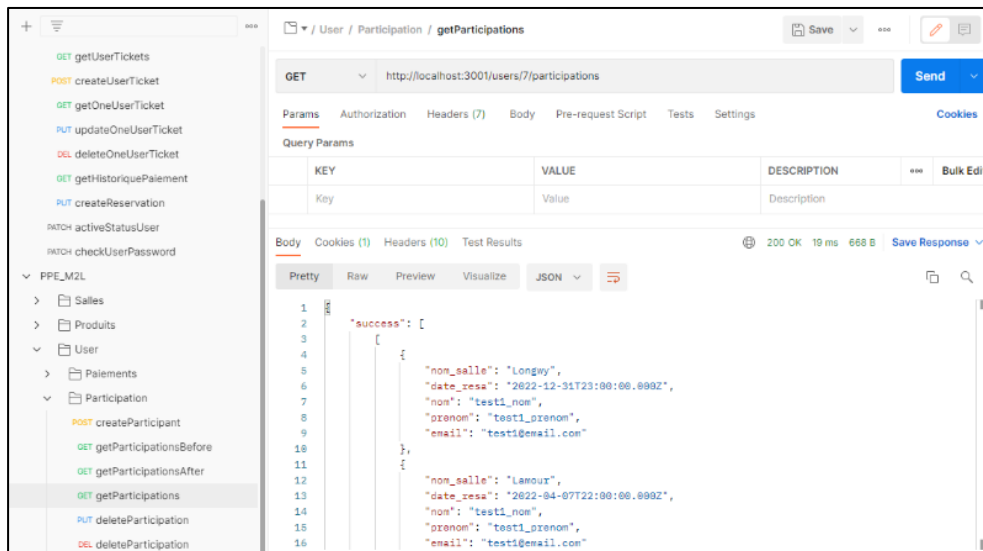 GET getUserTickets
POST createUserTicket
GET getOneUserTicket
PUT updateOneUserTicket
DEL deleteOneUserTicket
GET getHistoriquePaiement
PUT createReservation
PATCH activeStatusUser
PATCH checkUserPassword
PPE_M2L
Salles
Produits
User
Paiements
Participation
POST createParticipant
GET getParticipationsBefore
GET getParticipationsAfter
GET getParticipations
PUT deleteParticipation
DEL deleteParticipation
/ User / Participation / getParticipations
Save
GET http://localhost:3001/users/7/participations Send
Params Authorization Headers (7) Body Pre-request Script Tests Settings Cookies
Query Params
KEY VALUE DESCRIPTION Bulk Edi
Key Value Description
Body Cookies (1) Headers (10) Test Results 200 OK 19 ms 668 B Save Response
Pretty Raw Preview Visualize JSON
1 {
2 "success": [
3 [
4 {
5 "nom_salle": "Longwy",
6 "date_resa": "2022-12-31T23:00:00.000Z",
7 "nom": "test1_nom",
8 "prenom": "test1_prenom",
9 "email": "test1@email.com"
10 },
11 {
12 "nom_salle": "Lamour",
13 "date_resa": "2022-04-07T22:00:00.000Z",
14 "nom": "test1_nom",
15 "prenom": "test1_prenom",
16 "email": "test1@email.com"